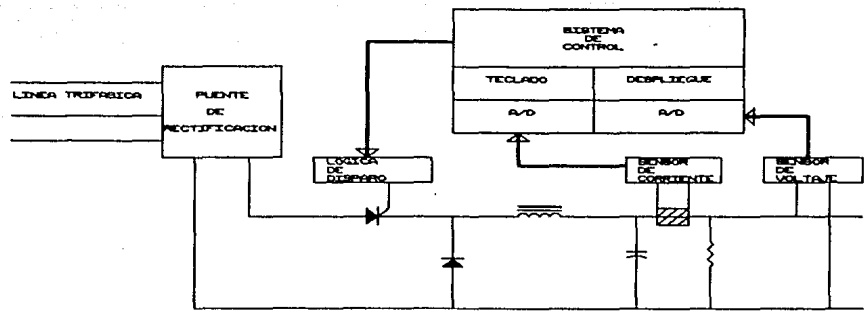 SISTEMA
DE
CONTROL
TECLADO
DESPLIEGUE
A/D
A/D
LINEA TRIFASICA
PUENTE
DE
RECTIFICACION
LOGICA
DE
DISPARO
SENSOR
DE
CORRIENTE
SENSOR
DE
VOLTAJE